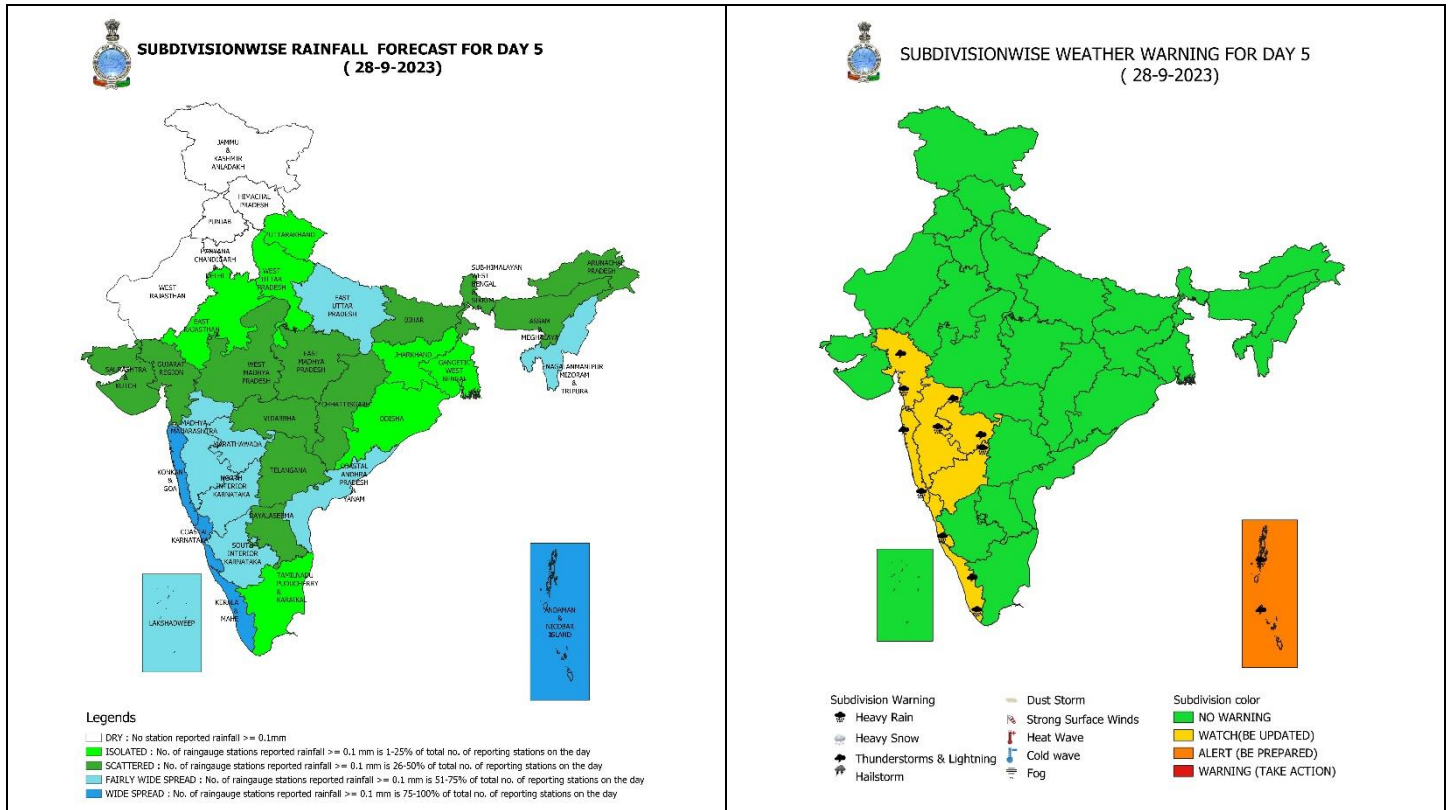 SUBDIVISIONWISE RAINFALL FORECAST FOR DAY 5
( 28-9-2023)
JAMMU
&
KASHMIR
ANLADAKH
HIMACHAL
PRADESH
PUNJAB
UTTARAKHAND
CHANDIGARH
&
DELHI
WEST
RAJASTHAN
WEST
UTTAR
PRADESH
EAST
UTTAR
PRADESH
EAST
RAJASTHAN
SUB-HIMALAYAN
WEST
BENGAL
&
SIKKIM
ARUNACHAL
PRADESH
BIHAR
ASSAM
&
MEGHALAYA
NAGALANMANIPUR
MIZORAM
&
TRIPURA
JHARKHAND
GANGETIC
WEST
BENGAL
SAURASHTRA
&
KUTCH
GUJARAT
REGION
WEST
MADHYA
PRADESH
EAST
MADHYA
PRADESH
CHHATTISGARH
ODISHA
VIDARBHA
MADHYA
MAHARASHTRA
MARATHAWADA
KONKAN
&
GOA
NORTH
INTERIOR
KARNATAKA
TELANGANA
COASTAL
ANDHRA
PRADESH
&
YANAM
RAYALASEEMA
COASTAL
KARNATAKA
SOUTH
INTERIOR
KARNATAKA
TAMILNADU
PUDUCHERRY
&
KARAIKAL
KERALA
&
MAHE
LAKSHADWEEP
ANDAMAN
&
NICOBAR
ISLAND
Legends
DRY : No station reported rainfall >= 0.1mm
ISOLATED : No. of raingauge stations reported rainfall >= 0.1 mm is 1-25% of total no. of reporting stations on the day
SCATTERED : No. of raingauge stations reported rainfall >= 0.1 mm is 26-50% of total no. of reporting stations on the day
FAIRLY WIDE SPREAD : No. of raingauge stations reported rainfall >= 0.1 mm is 51-75% of total no. of reporting stations on the day
WIDE SPREAD : No. of raingauge stations reported rainfall >= 0.1 mm is 75-100% of total no. of reporting stations on the day
SUBDIVISIONWISE WEATHER WARNING FOR DAY 5
( 28-9-2023)
Subdivision Warning
Heavy Rain
Heavy Snow
Thunderstorms & Lightning
Hailstorm
Dust Storm
Strong Surface Winds
Heat Wave
Cold wave
Fog
Subdivision color
NO WARNING
WATCH(BE UPDATED)
ALERT (BE PREPARED)
WARNING (TAKE ACTION)